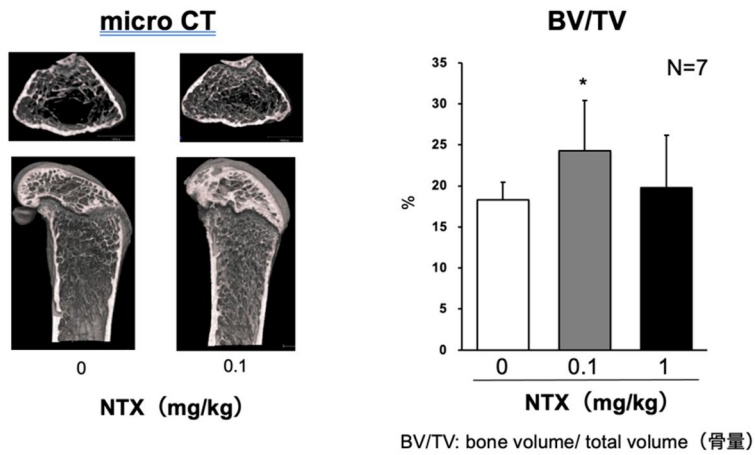 micro CT
0
0.1
NTX（mg/kg）
BV/TV
N=7
*
35
30
25
20
15
10
5
0
%
0 0.1 1
NTX（mg/kg）
BV/TV: bone volume/ total volume（骨量）